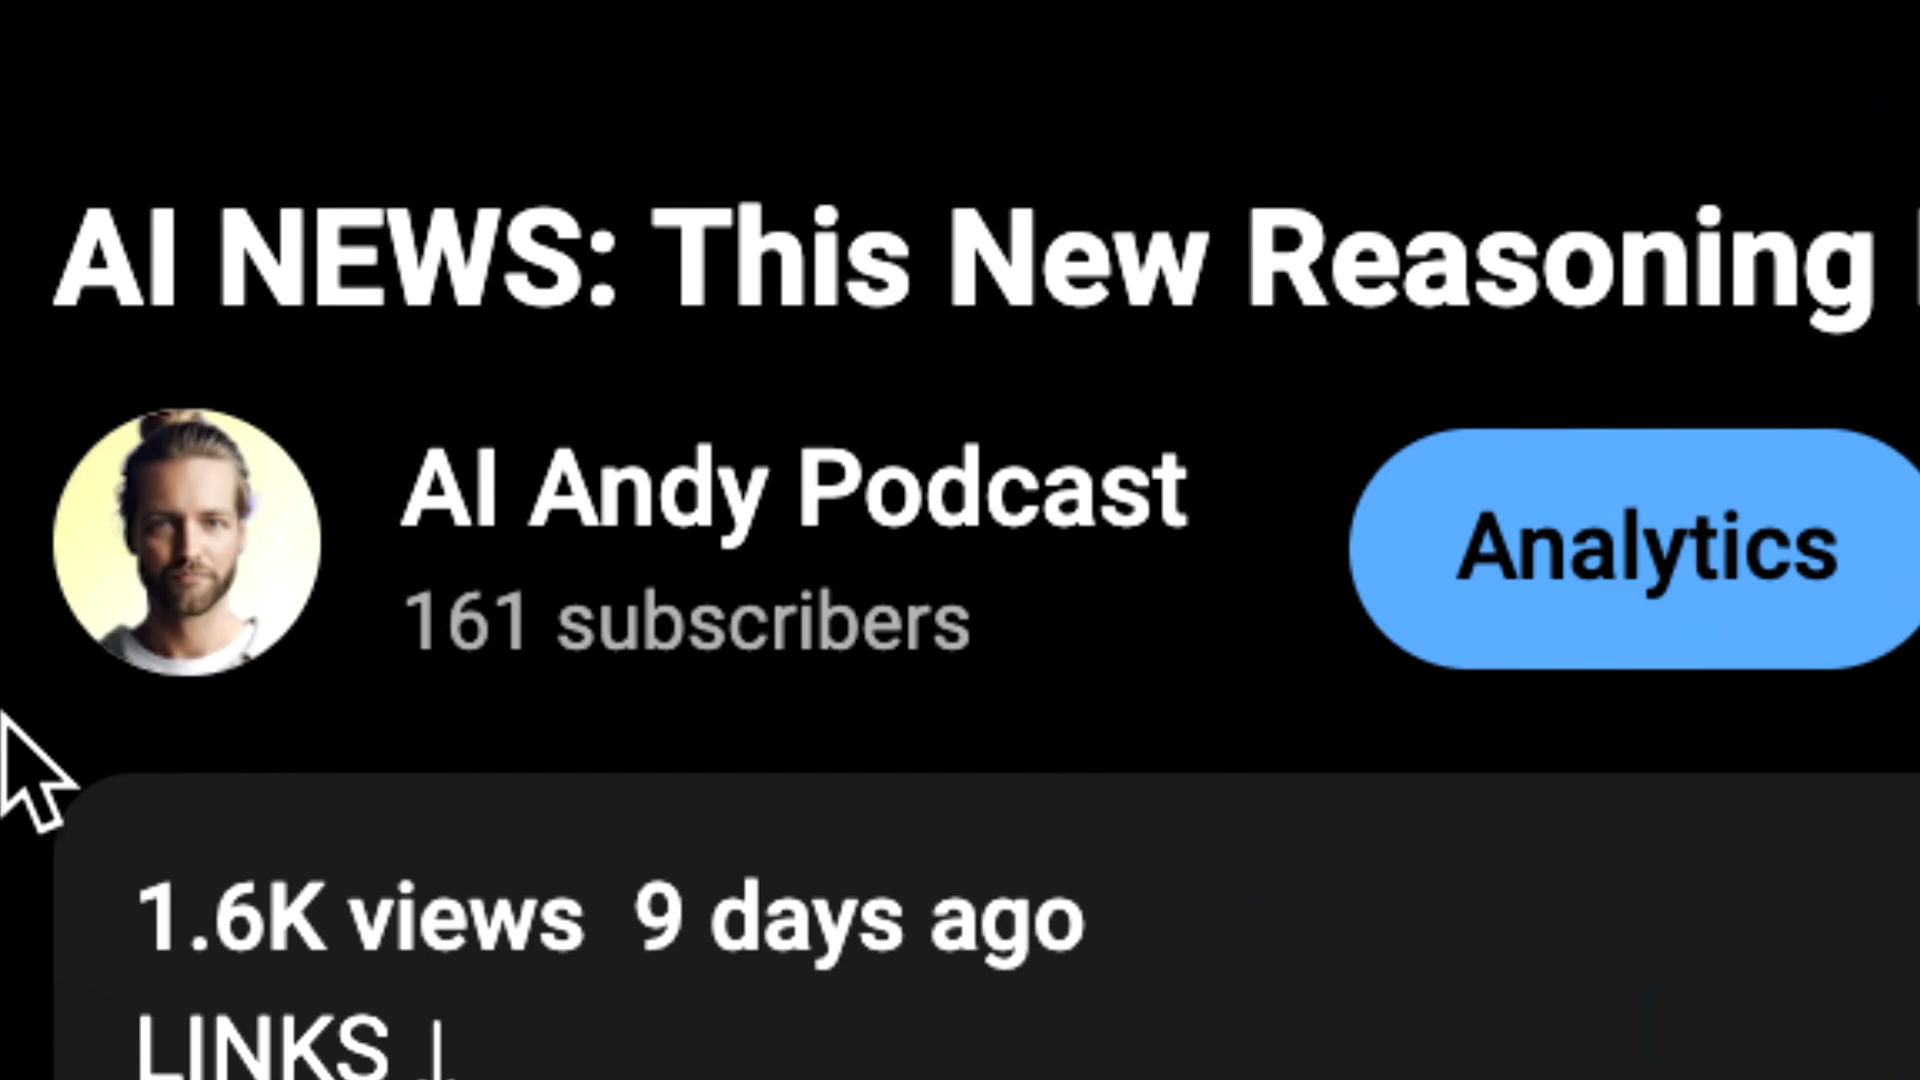 AI NEWS: This New Reasoning
AI Andy Podcast
161 subscribers
Analytics
1.6K views 9 days ago
LINKS ↓